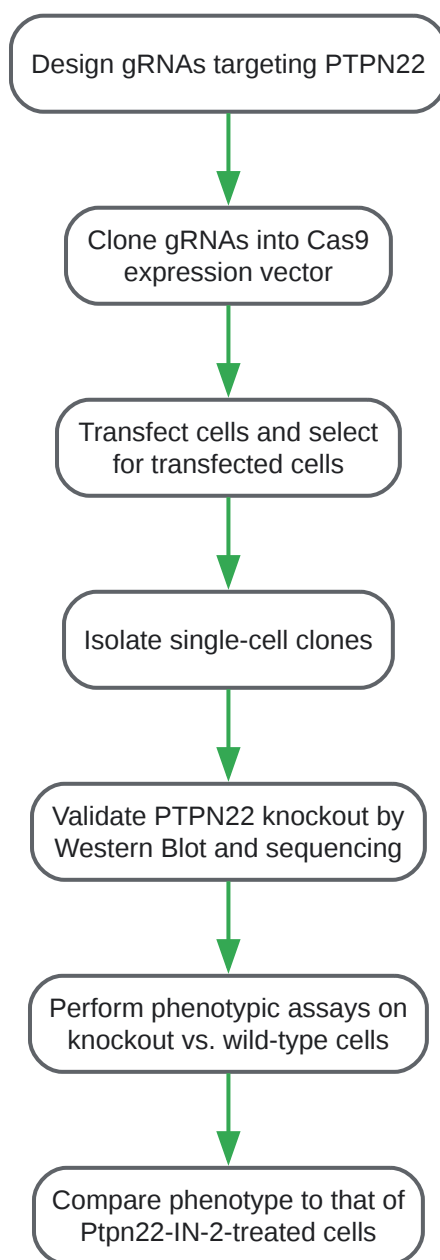 Design gRNAs targeting PTPN22
Clone gRNAs into Cas9
expression vector
Transfect cells and select
for transfected cells
Isolate single-cell clones
Validate PTPN22 knockout by
Western Blot and sequencing
Perform phenotypic assays on
knockout vs. wild-type cells
Compare phenotype to that of
Ptpn22-IN-2-treated cells